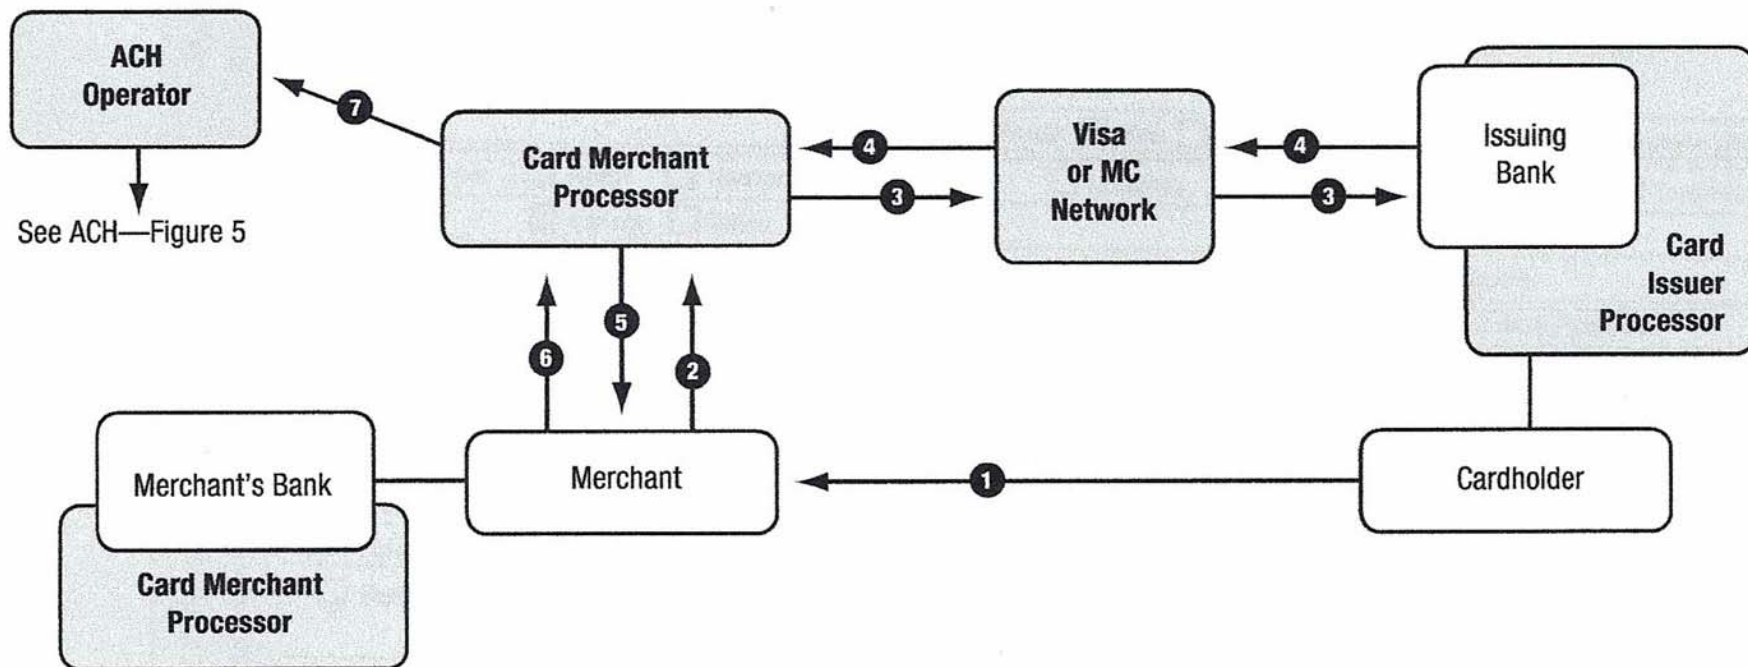 ACH
Operator
7
See ACH—Figure 5
Card Merchant
Processor
4
3
Visa
or MC
Network
4
3
Issuing
Bank
Card
Issuer
Processor
6
5
2
Merchant's Bank
Card Merchant
Processor
Merchant
1
Cardholder